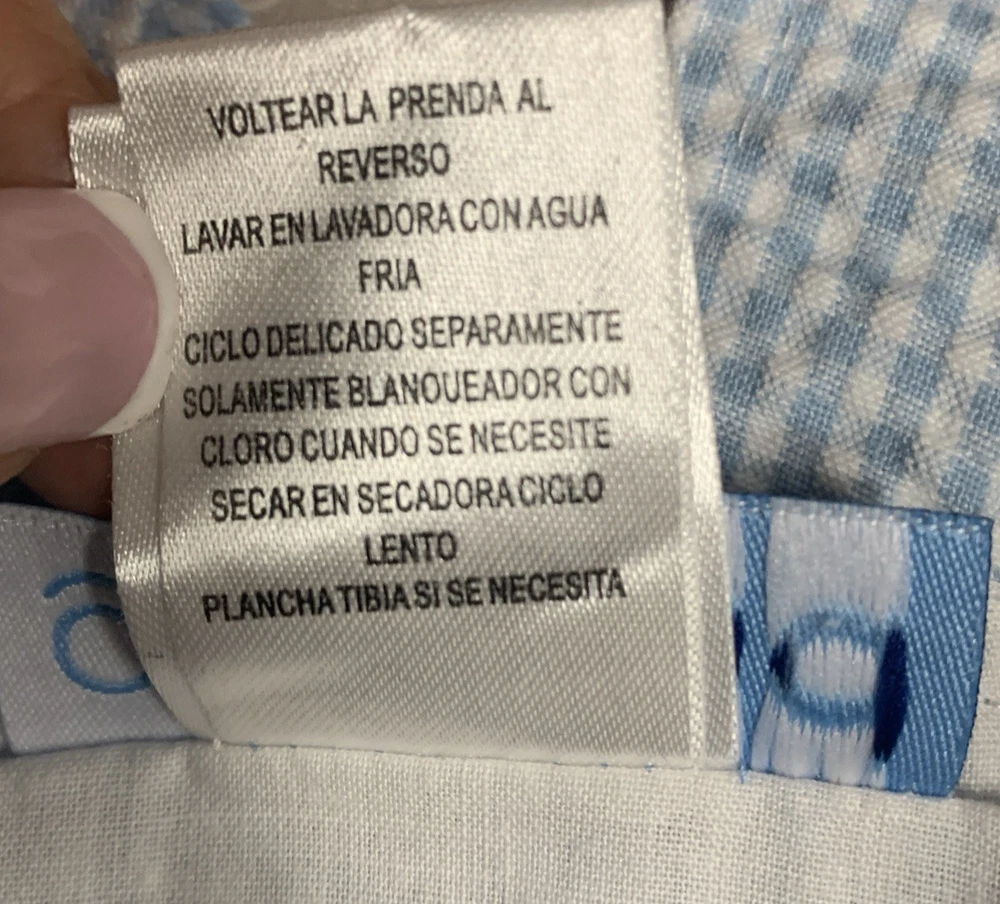 VOLTEAR LA PRENDA AL
REVERSO
LAVAR EN LAVADORA CON AGUA
FRIA
CICLO DELICADO SEPARAMENTE
SOLAMENTE BLANQUEADOR CON
CLORO CUANDO SE NECESITE
SECAR EN SECADORA CICLO
LENTO
PLANCHA TIBIA SI SE NECESITA